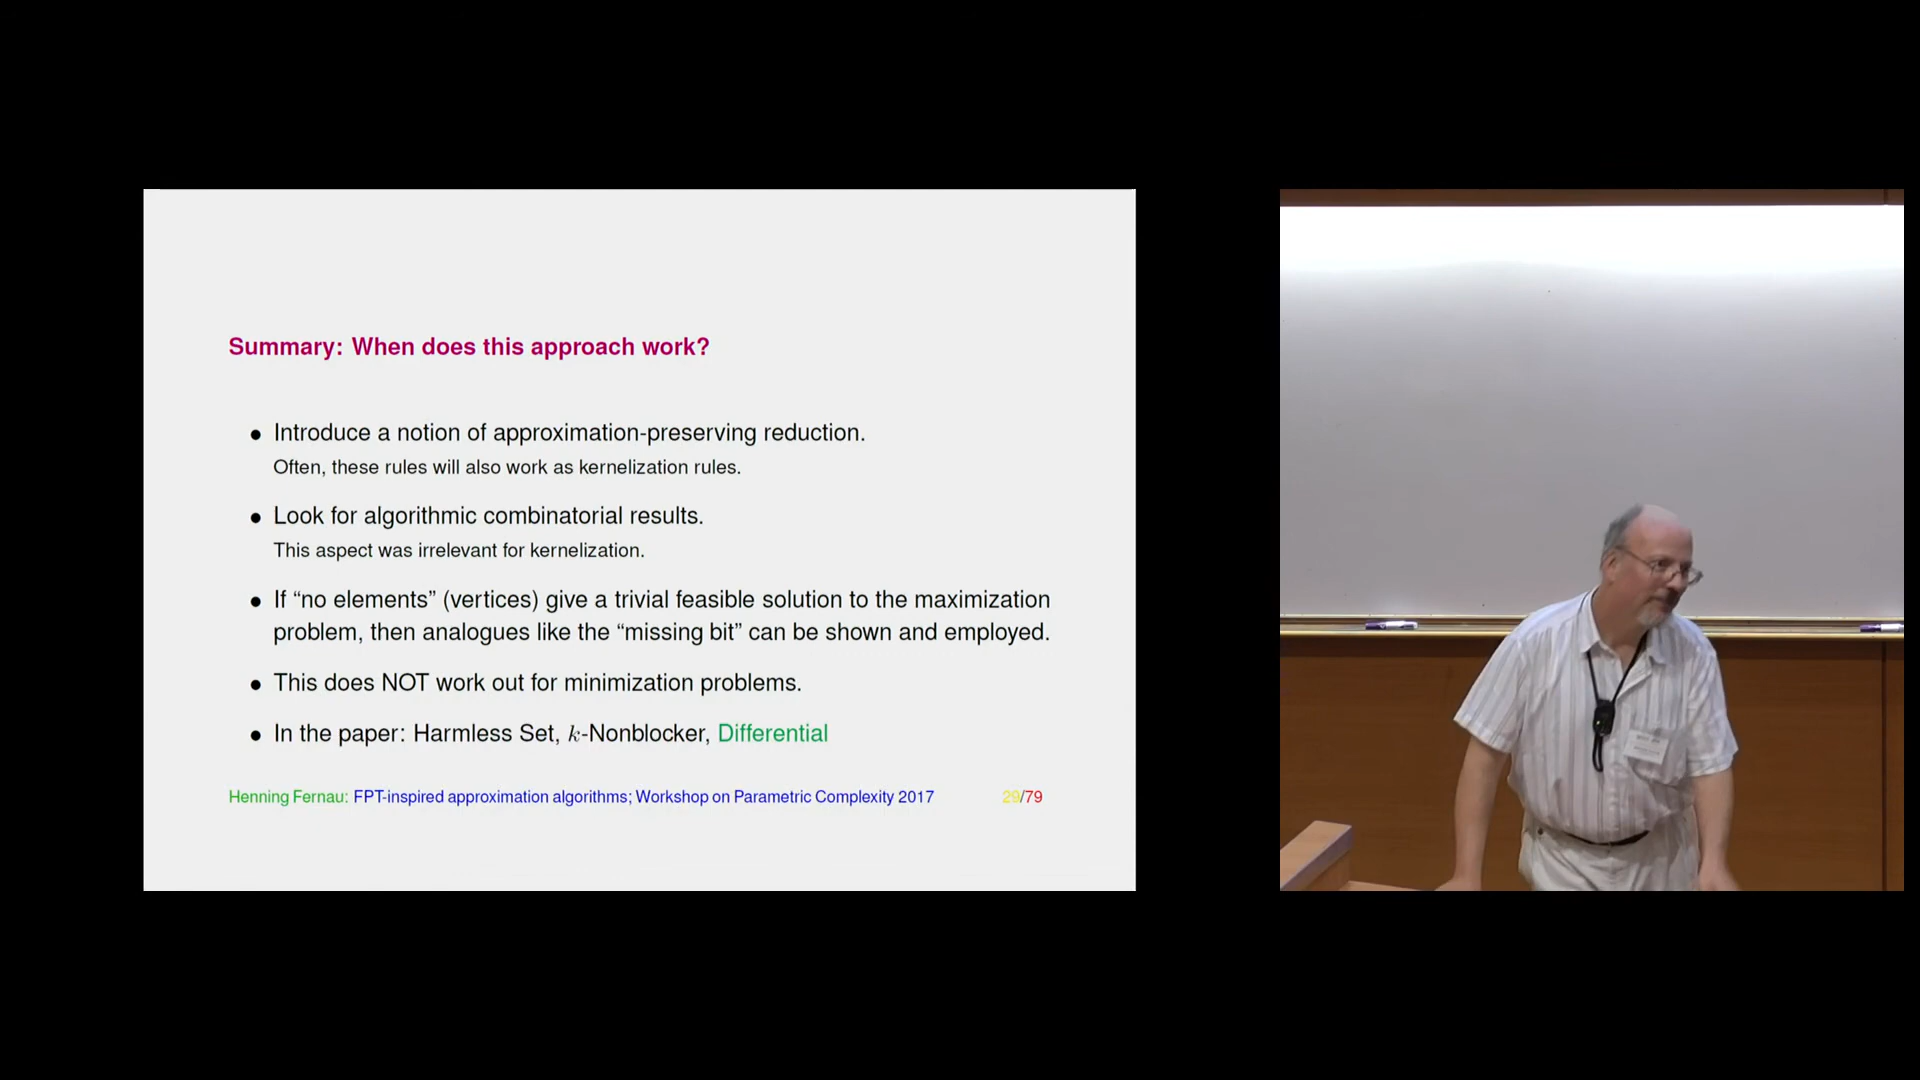 Summary: When does this approach work?
● Introduce a notion of approximation-preserving reduction.
Often, these rules will also work as kernelization rules.
● Look for algorithmic combinatorial results.
This aspect was irrelevant for kernelization.
● If “no elements” (vertices) give a trivial feasible solution to the maximization
problem, then analogues like the “missing bit” can be shown and employed.
● This does NOT work out for minimization problems.
● In the paper: Harmless Set, k-Nonblocker, Differential
Henning Fernau: FPT-inspired approximation algorithms; Workshop on Parametric Complexity 2017 29/79